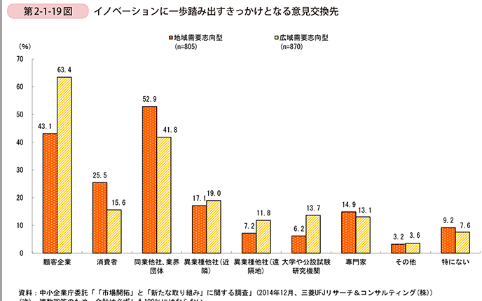 第2-1-19図 イノベーションに一歩踏み出すきっかけとなる意見交換先
地域需要志向型 広域需要志向型
(n=805) (n=870)
(%)
70
60
50
40
30
20
10
0
43.1 63.4 25.5 15.6 52.9 41.8 17.1 19.0 7.2 11.8 6.2 13.7 14.9 13.1 3.2 3.6 9.2 7.6
顧客企業 消費者 同業他社、業界 異業種他社(近 異業種他社(遠 大学や公設試験 専門家 その他 特にない
団体 隣) 隔地) 研究機関
資料:中小企業庁委託「「市場開拓」と「新たな取り組み」に関する調査」(2014年12月、三菱UFJリサーチ&コンサルティング(株))